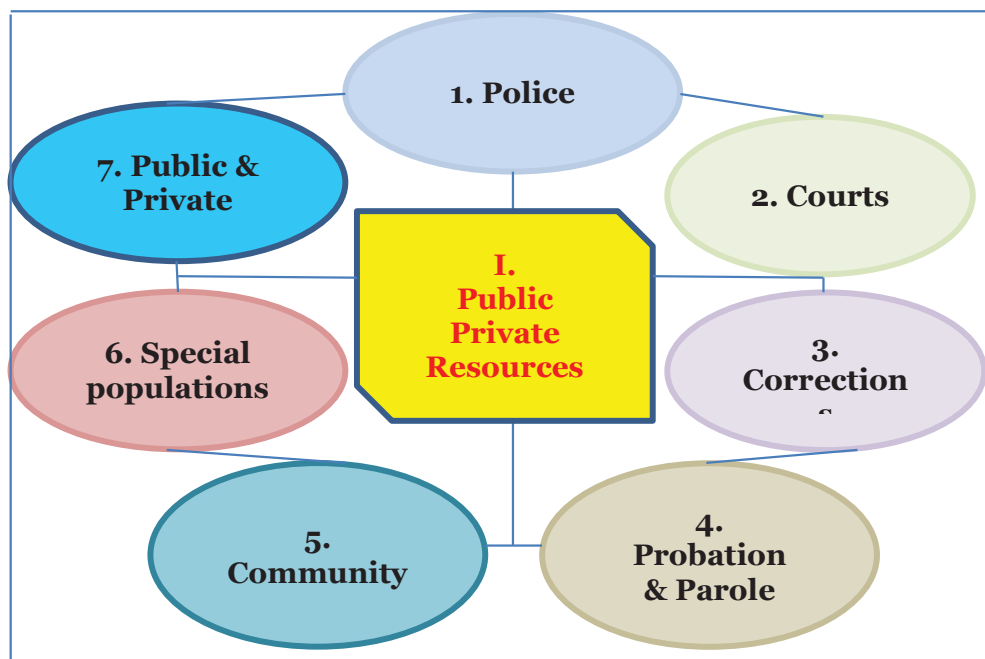 1. Police
7. Public &
Private
2. Courts
I.
Public
Private
Resources
6. Special
populations
3.
Correction
s
5.
Community
4.
Probation
& Parole